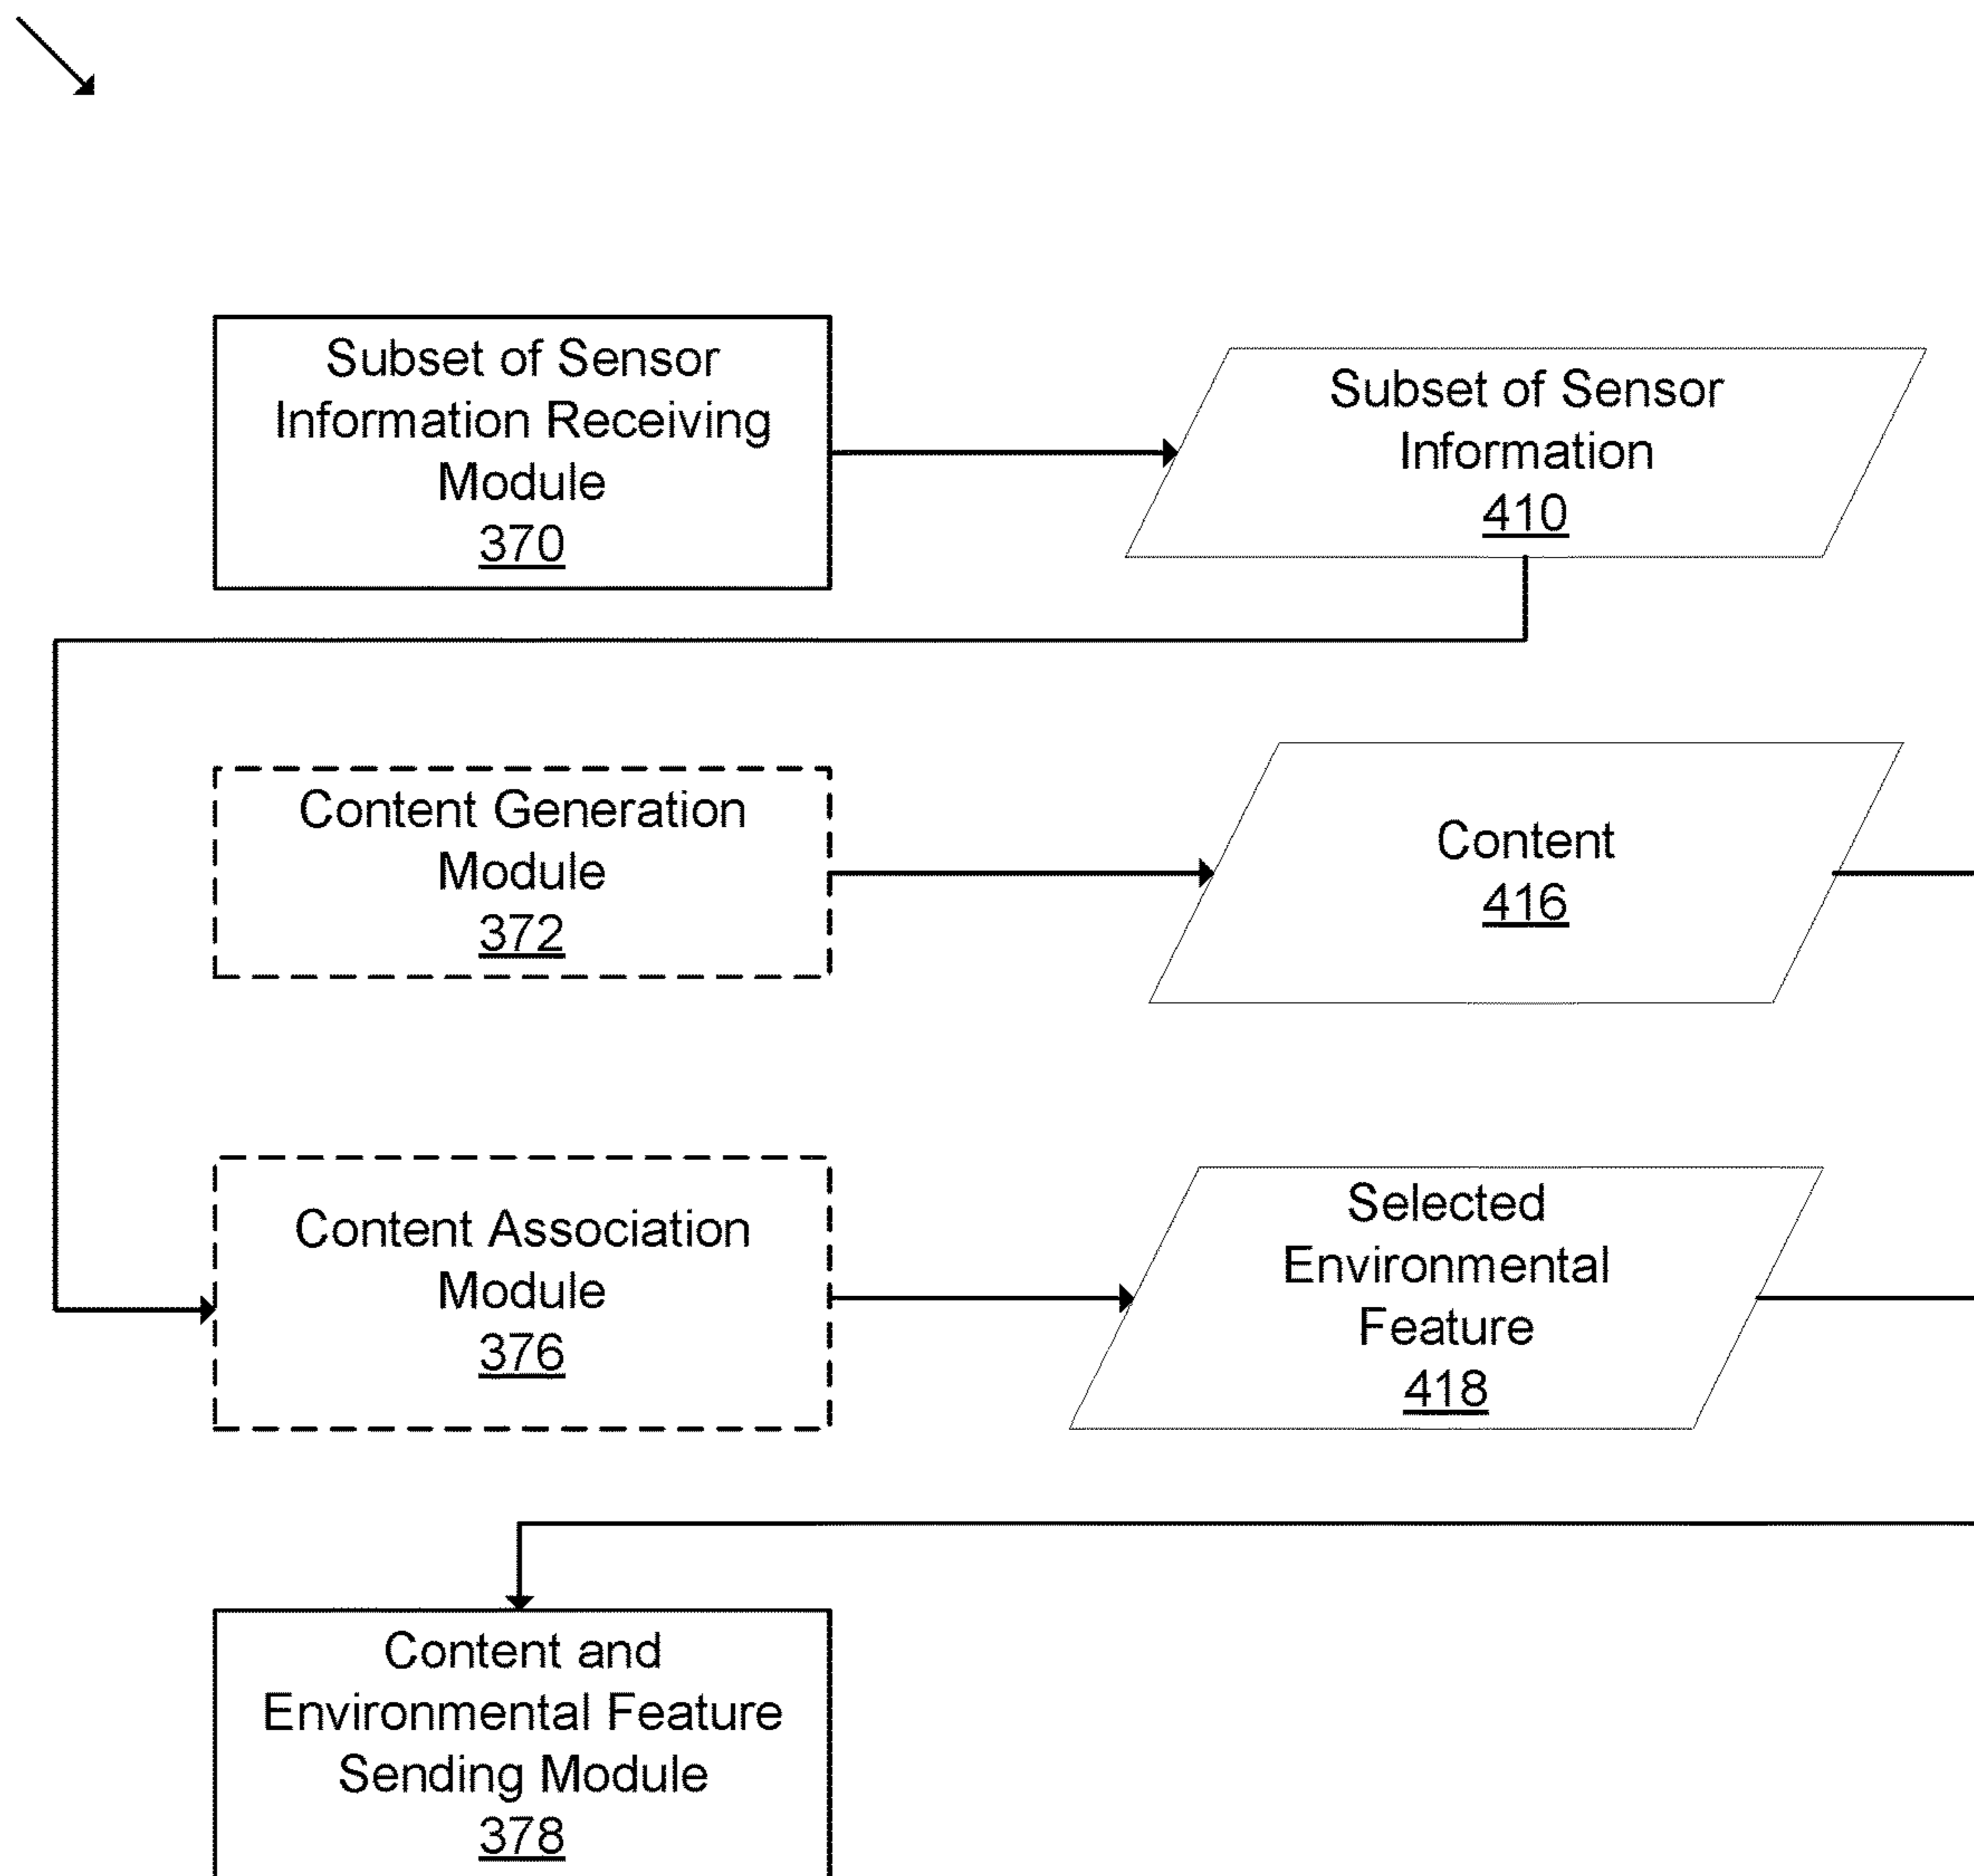 Subset of Sensor
Information Receiving
Module
370
Subset of Sensor
Information
410
Content Generation
Module
372
Content
416
Content Association
Module
376
Selected
Environmental
Feature
418
Content and
Environmental Feature
Sending Module
378